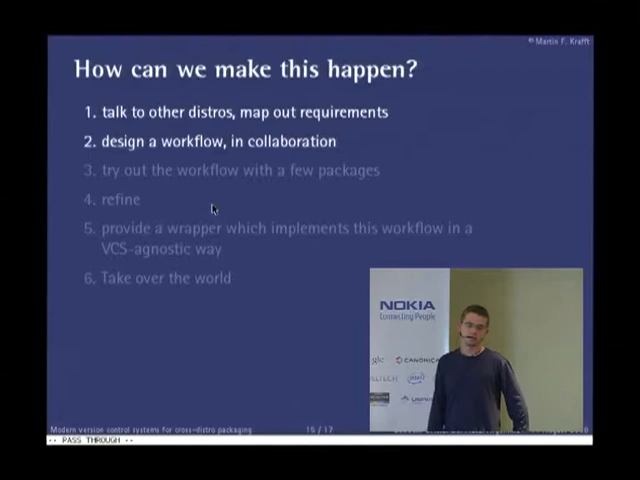 © Martin F. Krafft
How can we make this happen?
1. talk to other distros, map out requirements
2. design a workflow, in collaboration
3. try out the workflow with a few packages
4. refine
5. provide a wrapper which implements this workflow in a
VCS-agnostic way
6. Take over the world
NOKIA
Connecting People
gle
CANONICA
intel
Modern version control systems for cross-distro packaging
15 / 17
-- PASS THROUGH --